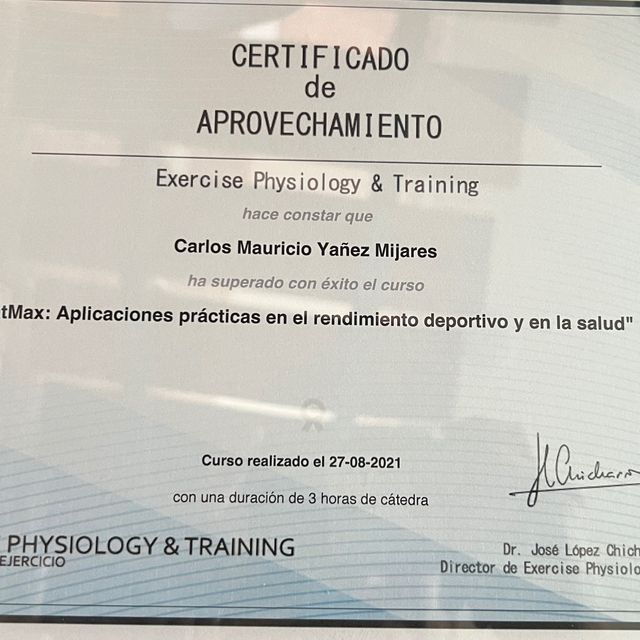 CERTIFICADO
de
APROVECHAMIENTO
Exercise Physiology & Training
hace constar que
Carlos Mauricio Yañez Mijares
ha superado con éxito el curso
tMax: Aplicaciones prácticas en el rendimiento deportivo y en la salud"
Curso realizado el 27-08-2021
con una duración de 3 horas de cátedra
PHYSIOLOGY & TRAINING
EJERCICIO
Dr. José López Chich
Director de Exercise Physiolo